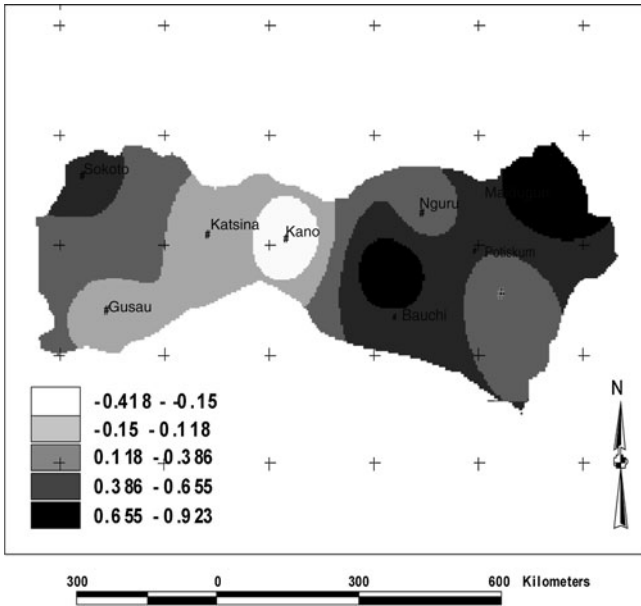 Sokoto
Nguru
Katsina
Kano
Potiskum
Gusau
Bauchi
-0.418 - -0.15
-0.15 - 0.118
0.118 - 0.386
0.386 - 0.655
0.655 - 0.923
N
300 0 300 600 Kilometers